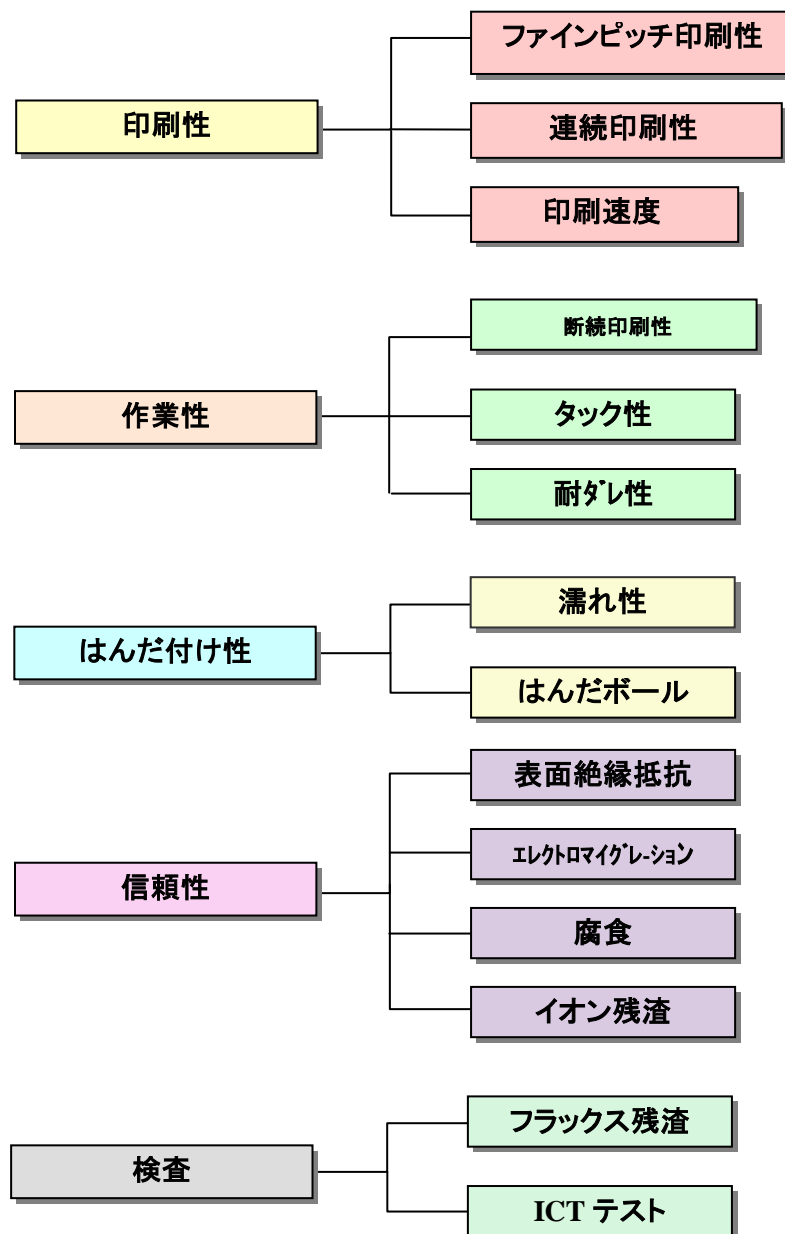 印刷性
ファインピッチ印刷性
連続印刷性
印刷速度
作業性
断続印刷性
タック性
耐ダレ性
はんだ付け性
濡れ性
はんだボール
信頼性
表面絶縁抵抗
エレクトロマイグレ-ション
腐食
イオン残渣
検査
フラックス残渣
ICT テスト